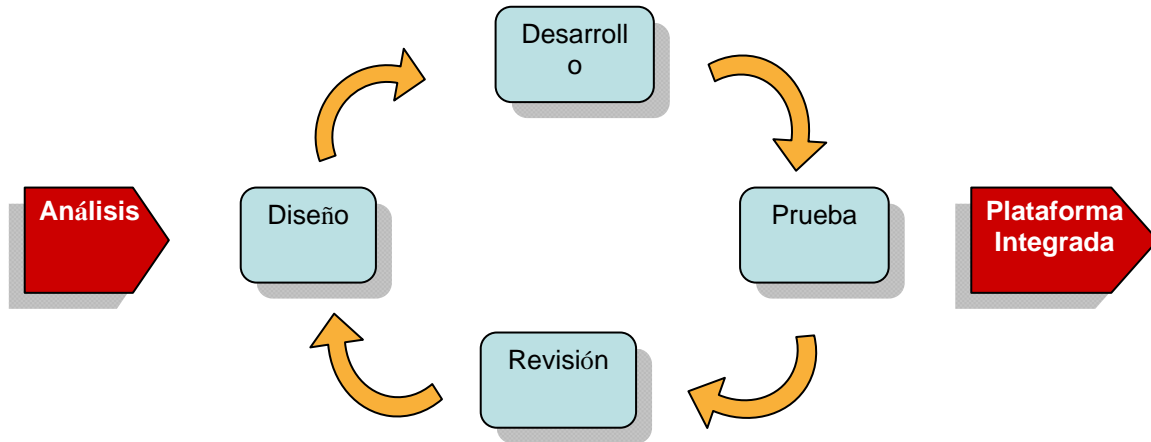 Desarroll
o
Análisis
Diseño
Prueba
Plataforma
Integrada
Revisión